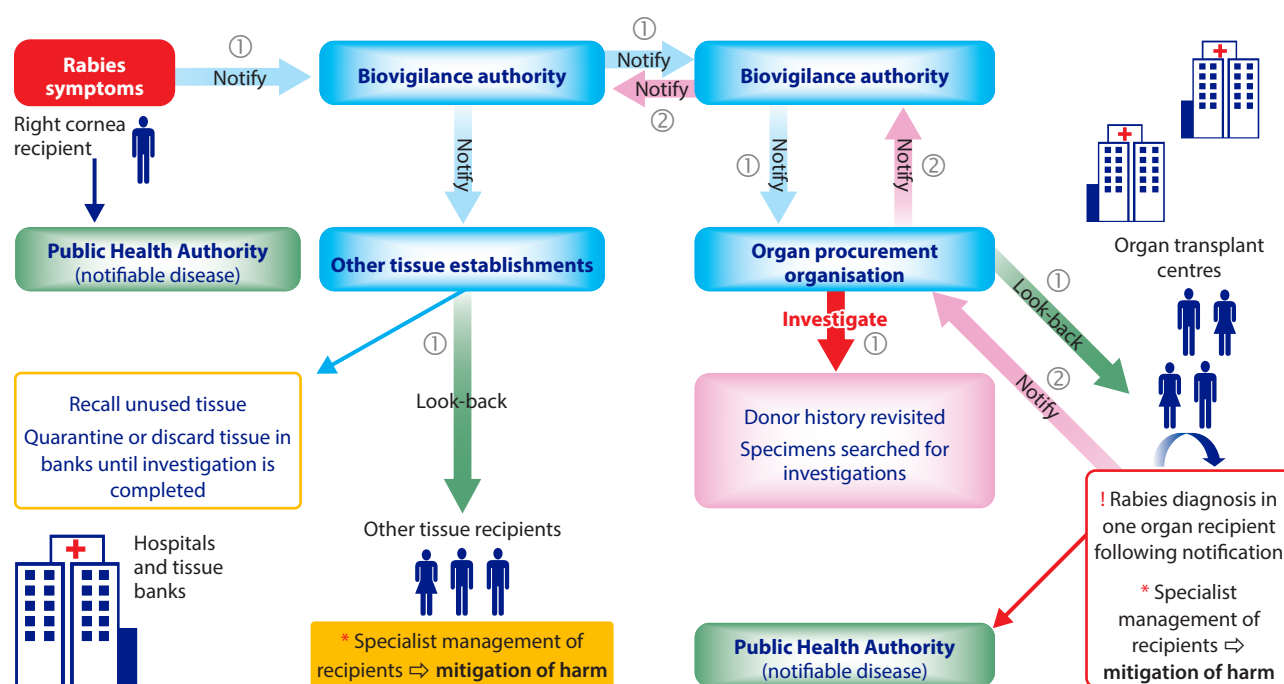 ①
Notify
Rabies
symptoms
Biovigilance authority
①
Notify
Notify
②
Biovigilance authority
Right cornea
recipient
Notify
①
Notify
Notify
②
Public Health Authority
(notifiable disease)
Other tissue establishments
Organ procurement
organisation
Organ transplant
centres
①
Look-back
Investigate
①
①
Look-back
②
Notify
Recall unused tissue
Quarantine or discard tissue in
banks until investigation is
completed
Donor history revisited
Specimens searched for
investigations
Hospitals
and tissue
banks
Other tissue recipients
* Specialist management of
recipients ⇨ mitigation of harm
! Rabies diagnosis in
one organ recipient
following notification
* Specialist
management of
recipients ⇨
mitigation of harm
Public Health Authority
(notifiable disease)